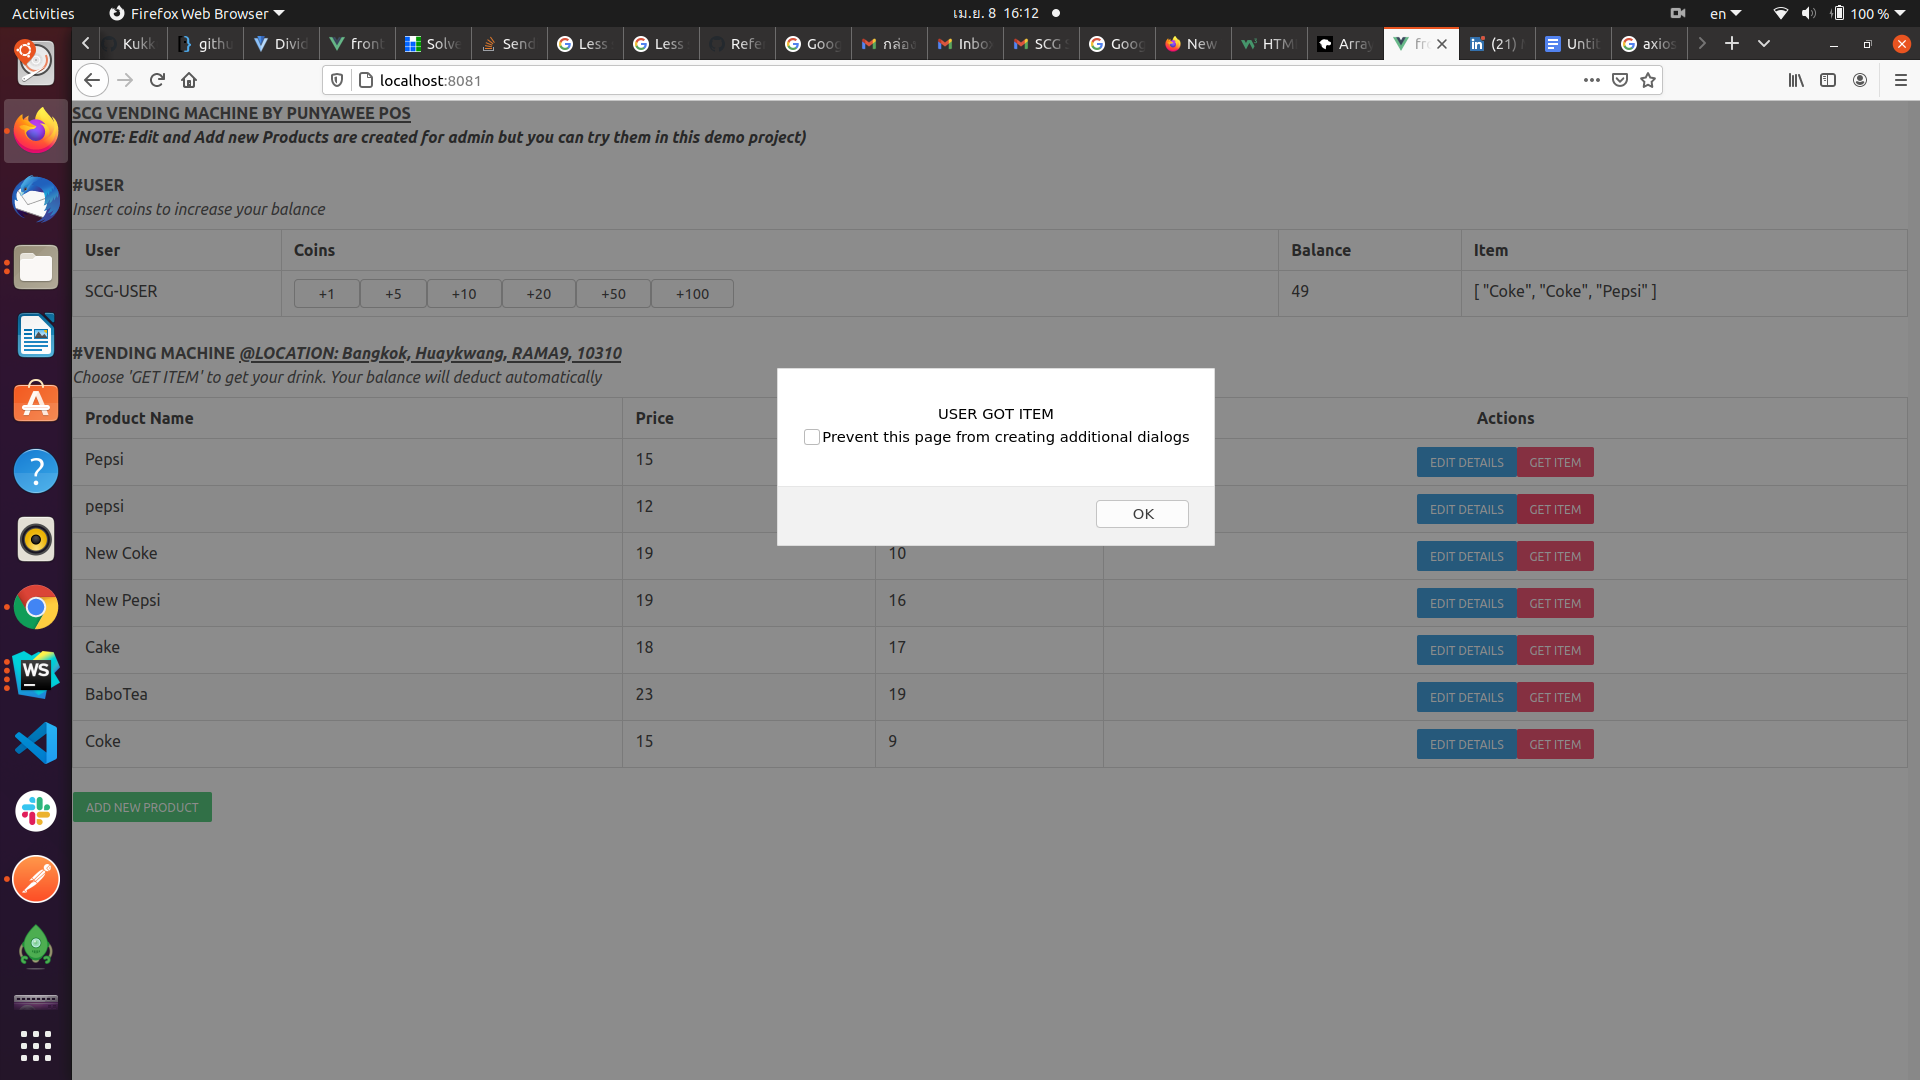 Activities Firefox Web Browser เม.ย. 8 16:12 en 100 %
Kukk githu Divid front Solve Send Less Less Refe Goog กล่อง Inbo SCG Goog New HTM Array fro (21) Untit axios
localhost:8081
SCG VENDING MACHINE BY PUNYAWEE POS
(NOTE: Edit and Add new Products are created for admin but you can try them in this demo project)
#USER
Insert coins to increase your balance
User Coins Balance Item
SCG-USER +1 +5 +10 +20 +50 +100 49 [ "Coke", "Coke", "Pepsi" ]
#VENDING MACHINE @LOCATION: Bangkok, Huaykwang, RAMA9, 10310
Choose 'GET ITEM' to get your drink. Your balance will deduct automatically
Product Name Price Actions
Pepsi 15 EDIT DETAILS GET ITEM
pepsi 12 EDIT DETAILS GET ITEM
New Coke 19 10 EDIT DETAILS GET ITEM
New Pepsi 19 16 EDIT DETAILS GET ITEM
Cake 18 17 EDIT DETAILS GET ITEM
BaboTea 23 19 EDIT DETAILS GET ITEM
Coke 15 9 EDIT DETAILS GET ITEM
ADD NEW PRODUCT
USER GOT ITEM
Prevent this page from creating additional dialogs
OK
WS